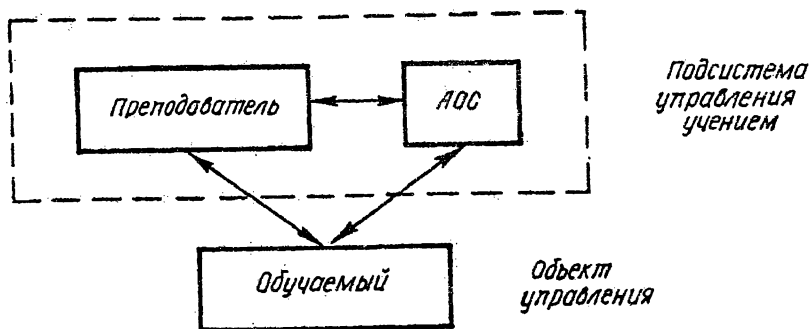 Преподаватель
АОС
Подсистема
управления
учением
Обучаемый
Объект
управления